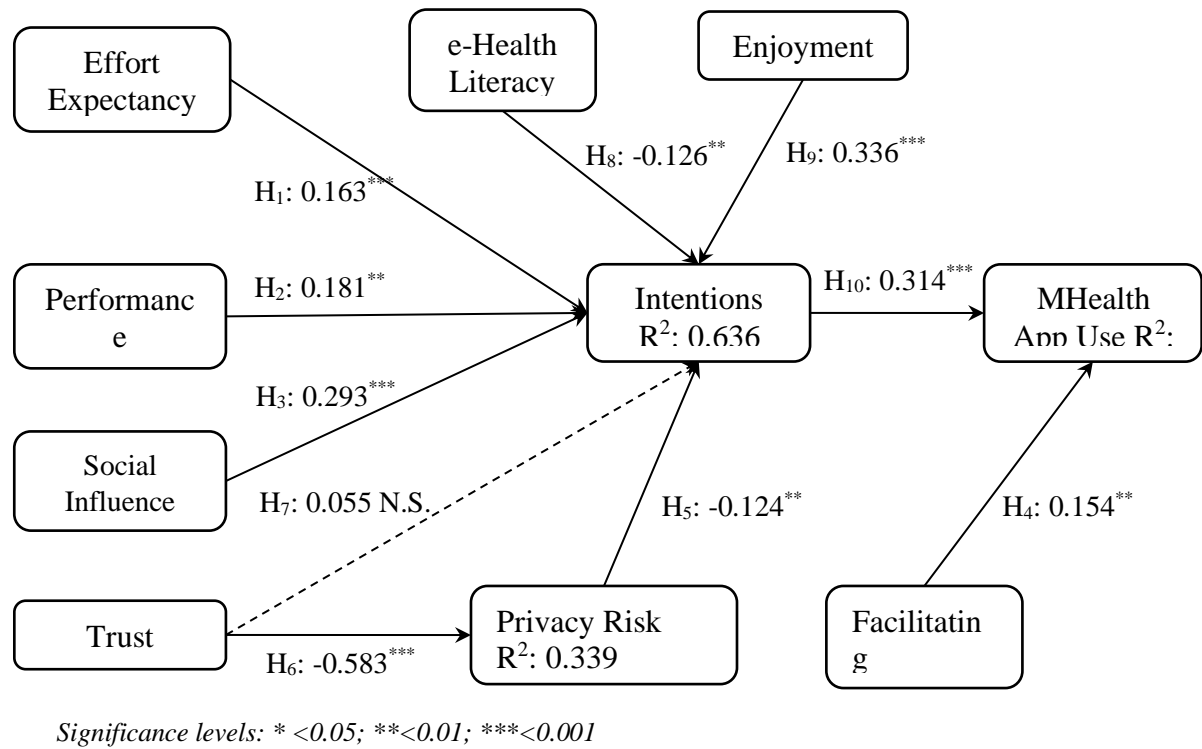 Effort
Expectancy
e-Health
Literacy
Enjoyment
H₈: -0.126**
H₉: 0.336***
H₁: 0.163***
Performanc
e
H₂: 0.181**
Intentions
R²: 0.636
H₁₀: 0.314***
MHealth
App Use R²:
H₃: 0.293***
Social
Influence
H₇: 0.055 N.S.
H₅: -0.124**
H₄: 0.154**
Trust
H₆: -0.583***
Privacy Risk
R²: 0.339
Facilitatin
g
Significance levels: * <0.05; **<0.01; ***<0.001